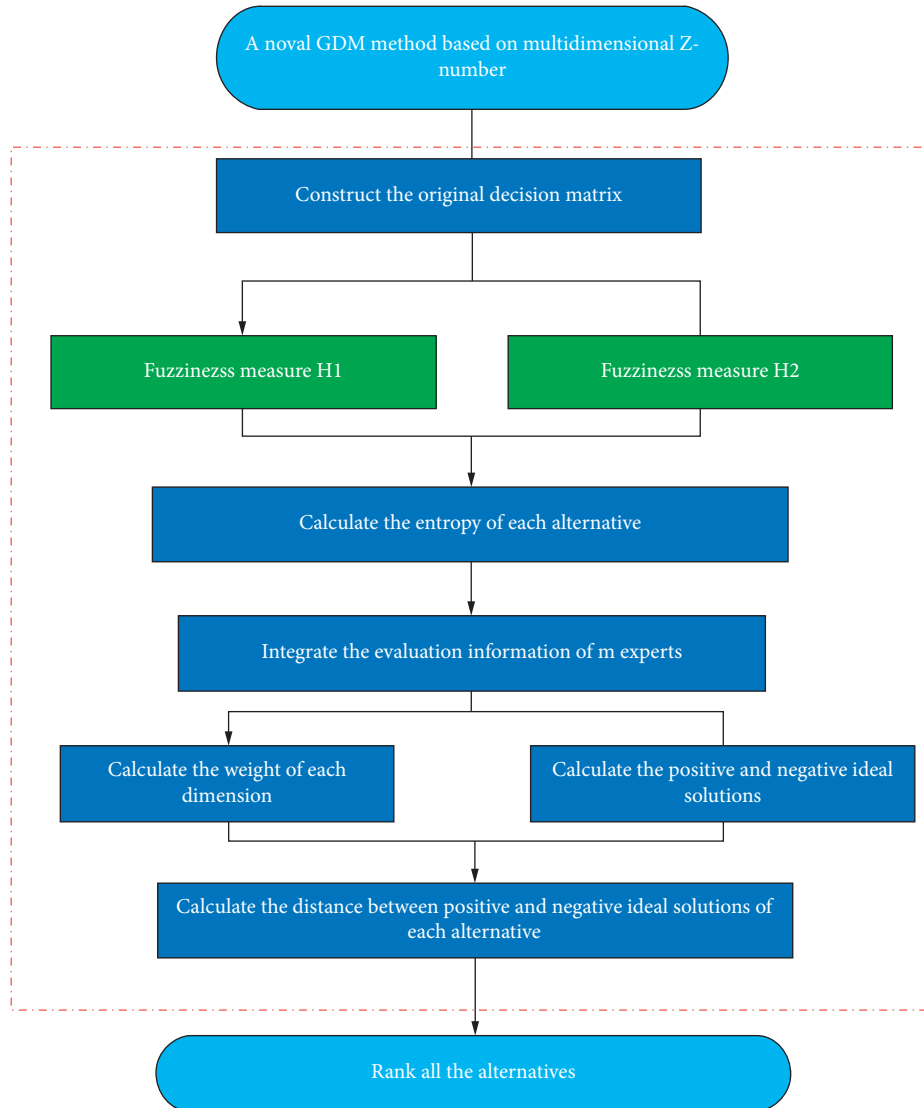 A noval GDM method based on multidimensional Z-
number
Construct the original decision matrix
Fuzzinezss measure H1
Fuzzinezss measure H2
Calculate the entropy of each alternative
Integrate the evaluation information of m experts
Calculate the weight of each
dimension
Calculate the positive and negative ideal
solutions
Calculate the distance between positive and negative ideal solutions of
each alternative
Rank all the alternatives